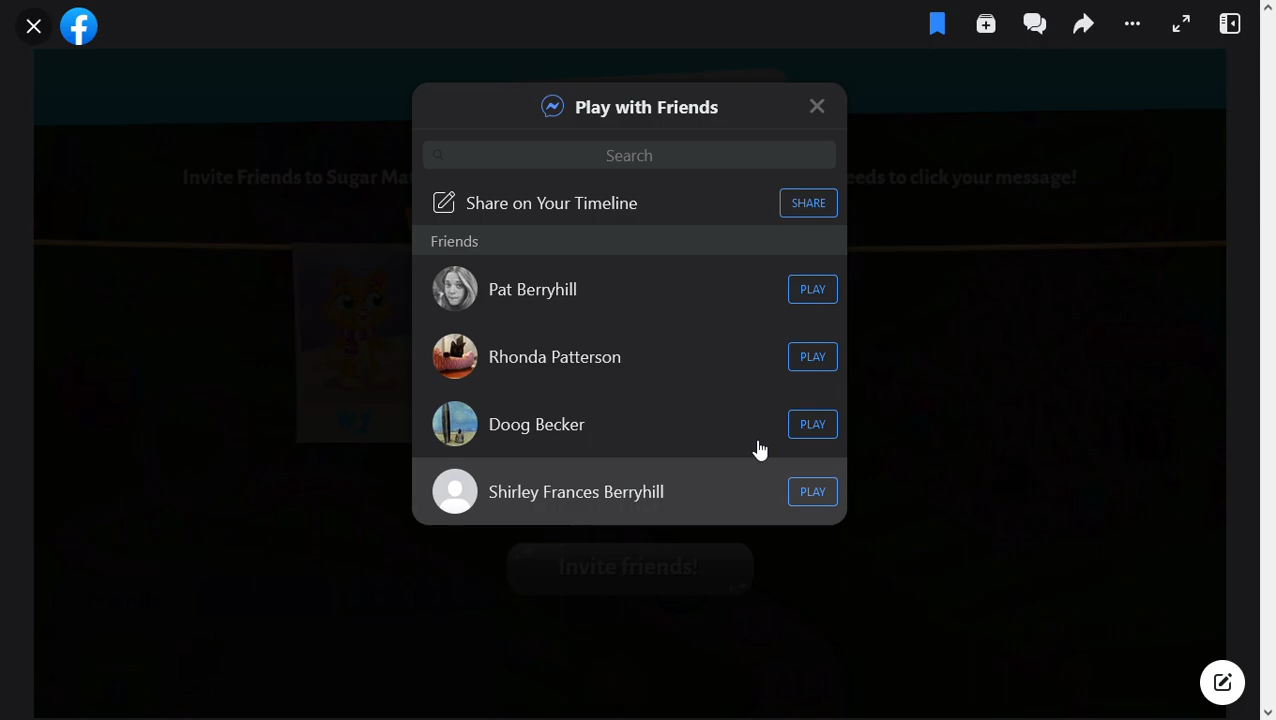 Play with Friends
Search
Invite Friends to Sugar Ma
eeds to click your message!
Share on Your Timeline
SHARE
Friends
Pat Berryhill
PLAY
Rhonda Patterson
PLAY
Doog Becker
PLAY
Shirley Frances Berryhill
PLAY
Invite friends!